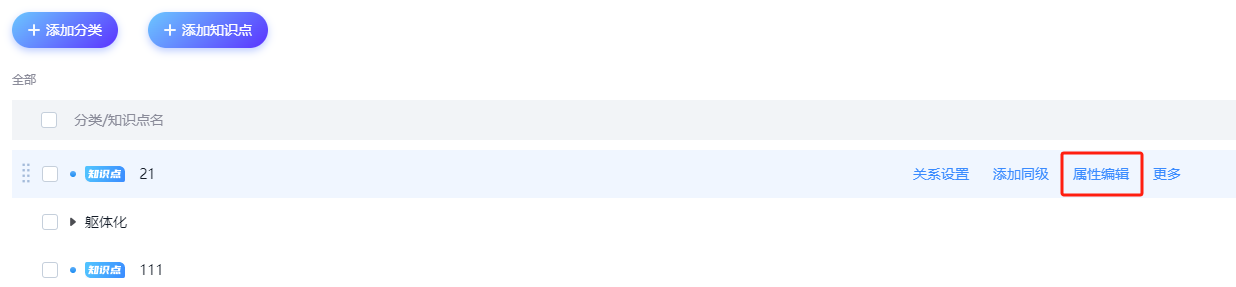 + 添加分类 + 添加知识点
全部
分类/知识点名
知识点 21 关系设置 添加同级 属性编辑 更多
躯体化
知识点 111